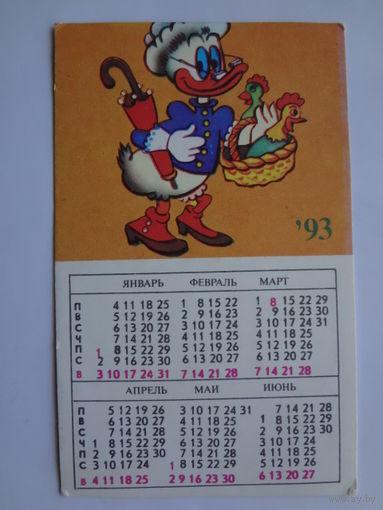 '93
ЯНВАРЬ ФЕВРАЛЬ МАРТ
П 4 11 18 25 1 8 15 22 1 8 15 22 29
В 5 12 19 26 2 9 16 23 2 9 16 23 30
С 6 13 20 27 3 10 17 24 3 10 17 24 31
Ч 7 14 21 28 4 11 18 25 4 11 18 25
П 1 8 15 22 29 5 12 19 26 5 12 19 26
С 2 9 16 23 30 6 13 20 27 6 13 20 27
В 3 10 17 24 31 7 14 21 28 7 14 21 28
АПРЕЛЬ МАИ ИЮНЬ
П 5 12 19 26 3 10 17 24 31 7 14 21 28
В 6 13 20 27 4 11 18 25 1 8 15 22 29
С 7 14 21 28 5 12 19 26 2 9 16 23 30
Ч 1 8 15 22 29 6 13 20 27 3 10 17 24
П 2 9 16 23 30 7 14 21 28 4 11 18 25
С 3 10 17 24 1 8 15 22 29 5 12 19 26
В 4 11 18 25 2 9 16 23 30 6 13 20 27
ay.by